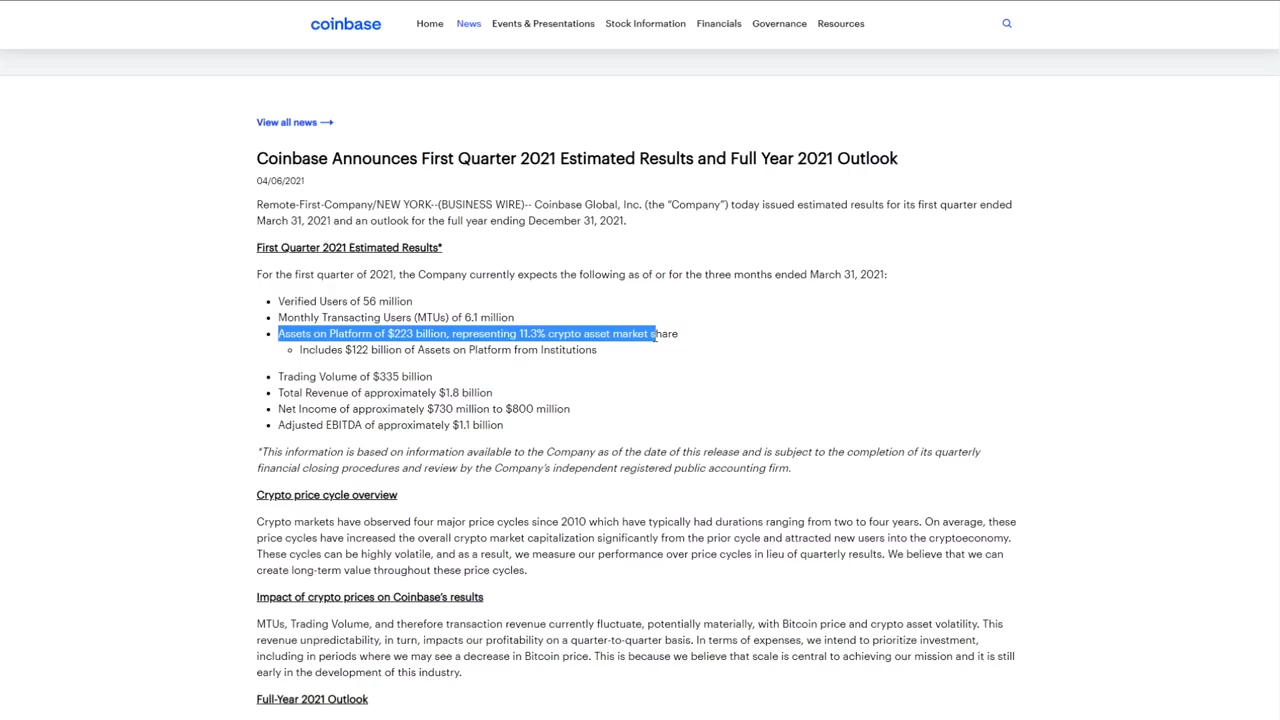 coinbase
Home News Events & Presentations Stock Information Financials Governance Resources
View all news →
Coinbase Announces First Quarter 2021 Estimated Results and Full Year 2021 Outlook
04/06/2021
Remote-First-Company/NEW YORK--(BUSINESS WIRE)-- Coinbase Global, Inc. (the “Company”) today issued estimated results for its first quarter ended
March 31, 2021 and an outlook for the full year ending December 31, 2021.
First Quarter 2021 Estimated Results*
For the first quarter of 2021, the Company currently expects the following as of or for the three months ended March 31, 2021:
• Verified Users of 56 million
• Monthly Transacting Users (MTUs) of 6.1 million
• Assets on Platform of $223 billion, representing 11.3% crypto asset market share
◦ Includes $122 billion of Assets on Platform from Institutions
• Trading Volume of $335 billion
• Total Revenue of approximately $1.8 billion
• Net Income of approximately $730 million to $800 million
• Adjusted EBITDA of approximately $1.1 billion
*This information is based on information available to the Company as of the date of this release and is subject to the completion of its quarterly
financial closing procedures and review by the Company’s independent registered public accounting firm.
Crypto price cycle overview
Crypto markets have observed four major price cycles since 2010 which have typically had durations ranging from two to four years. On average, these
price cycles have increased the overall crypto market capitalization significantly from the prior cycle and attracted new users into the cryptoeconomy.
These cycles can be highly volatile, and as a result, we measure our performance over price cycles in lieu of quarterly results. We believe that we can
create long-term value throughout these price cycles.
Impact of crypto prices on Coinbase’s results
MTUs, Trading Volume, and therefore transaction revenue currently fluctuate, potentially materially, with Bitcoin price and crypto asset volatility. This
revenue unpredictability, in turn, impacts our profitability on a quarter-to-quarter basis. In terms of expenses, we intend to prioritize investment,
including in periods where we may see a decrease in Bitcoin price. This is because we believe that scale is central to achieving our mission and it is still
early in the development of this industry.
Full-Year 2021 Outlook